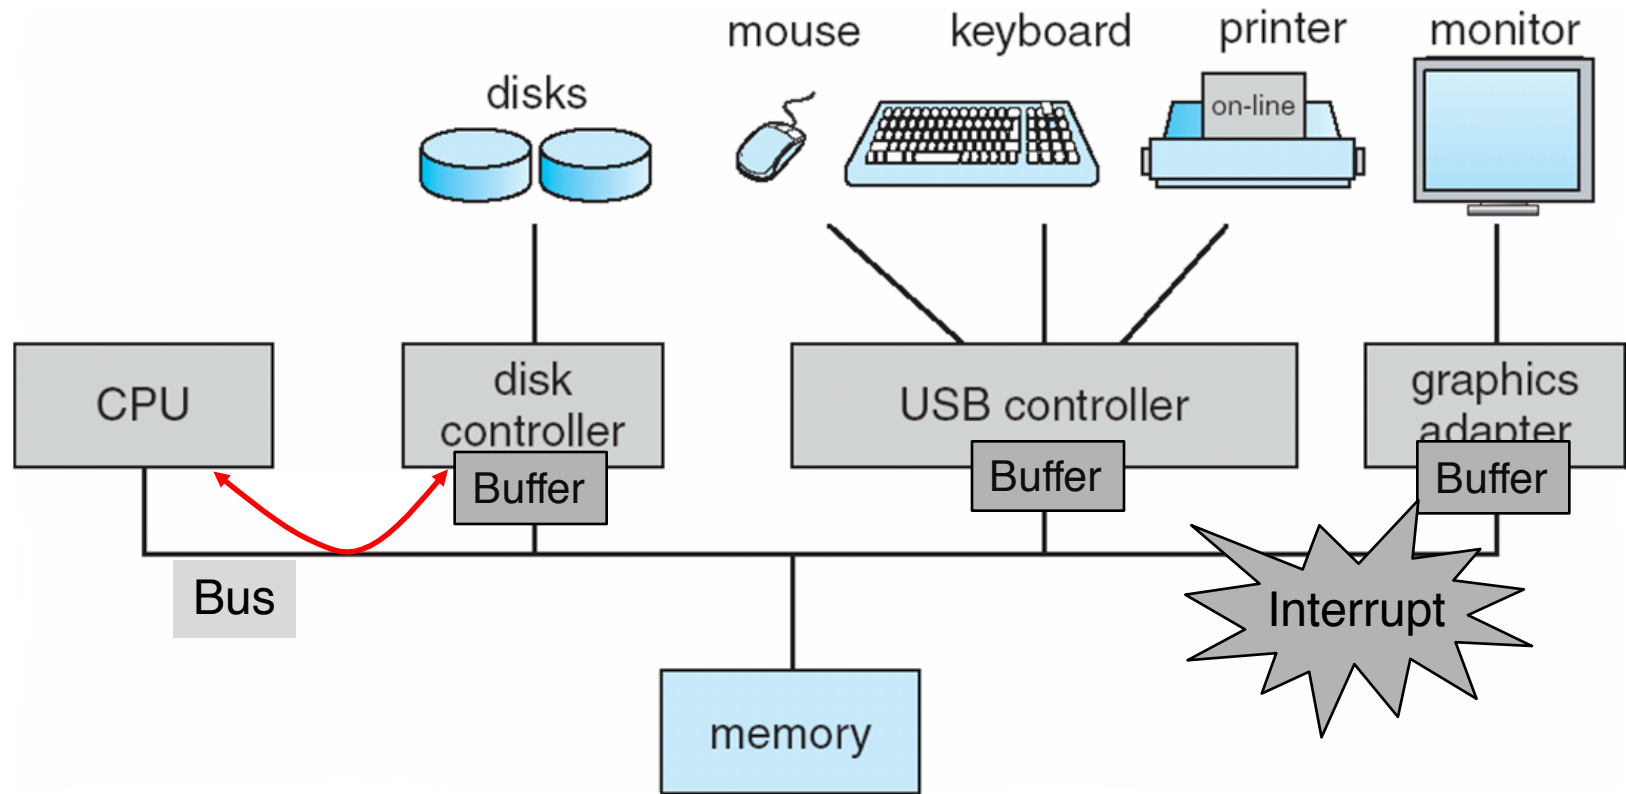 mouse
keyboard
printer
monitor
disks
on-line
CPU
disk
controller
USB controller
graphics
adapter
Buffer
Buffer
Buffer
Bus
Interrupt
memory